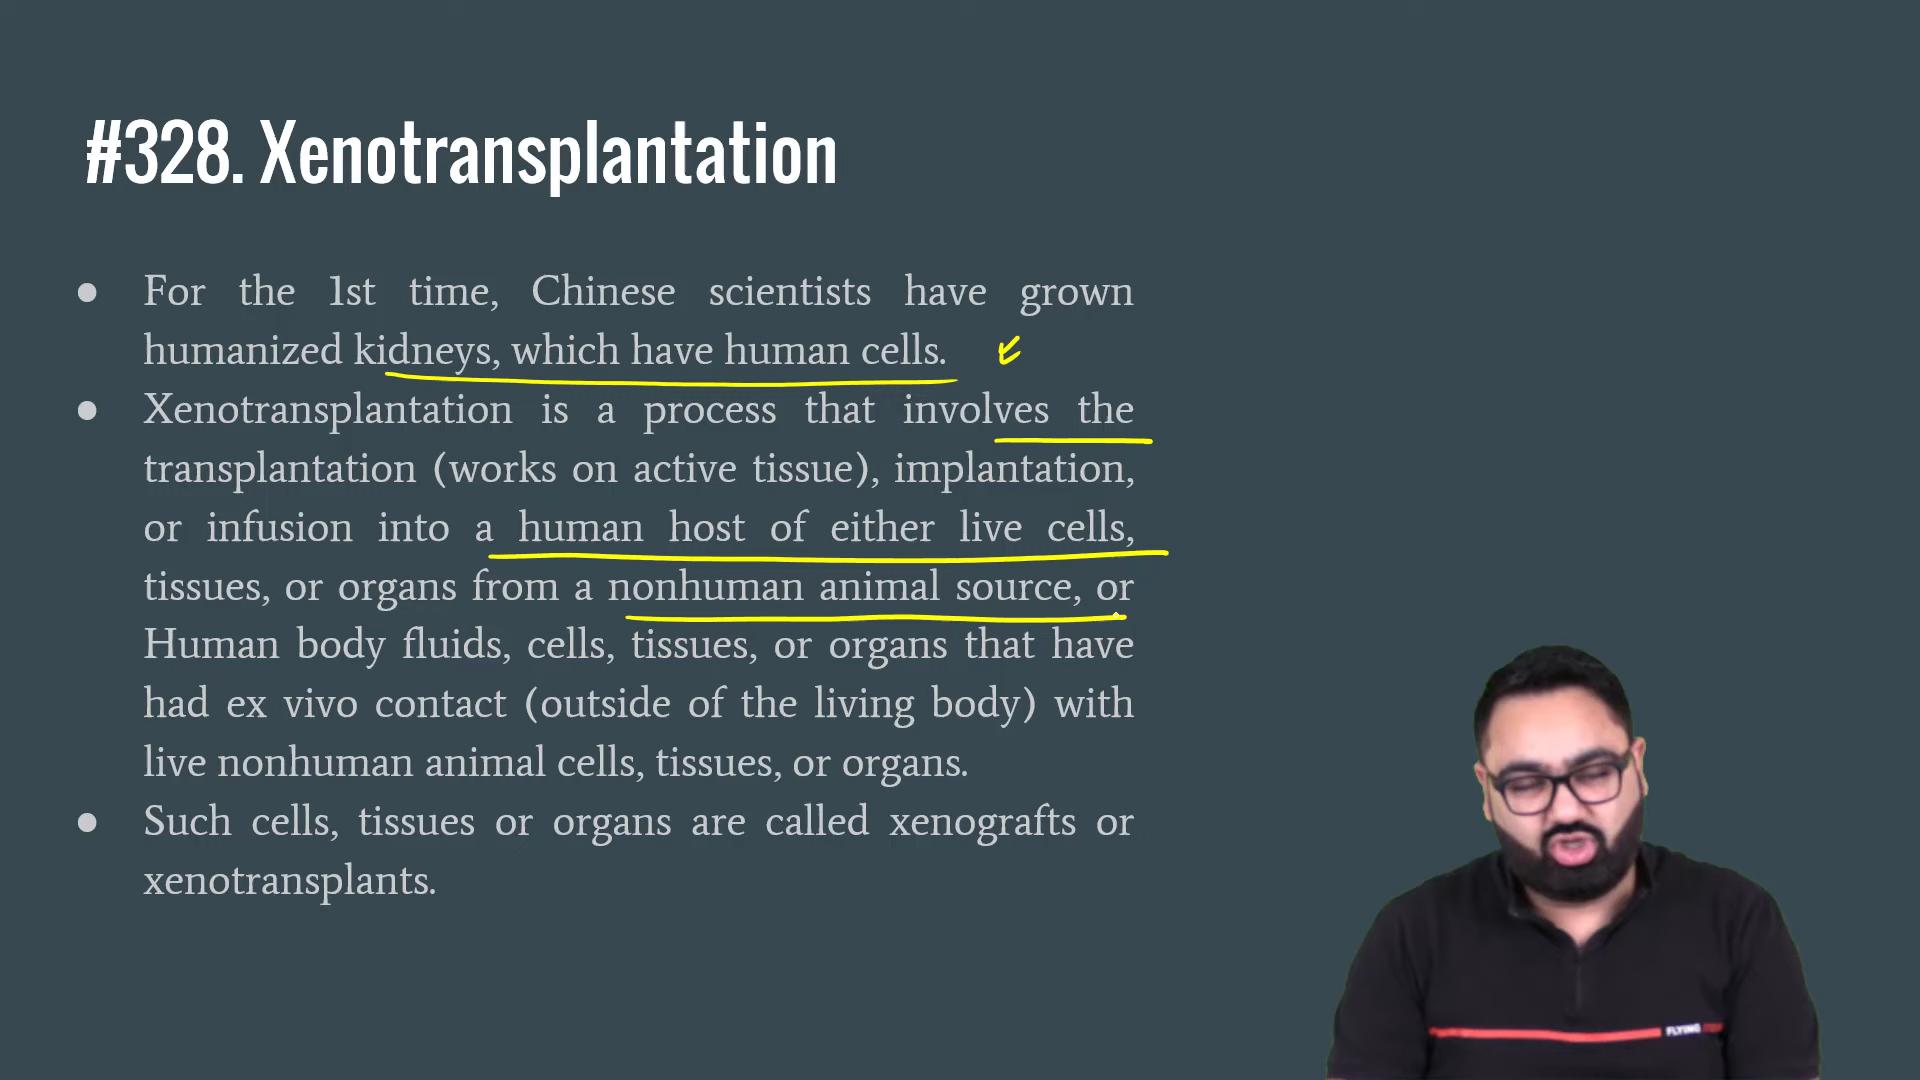 #328. Xenotransplantation
● For the 1st time, Chinese scientists have grown
humanized kidneys, which have human cells.
● Xenotransplantation is a process that involves the
transplantation (works on active tissue), implantation,
or infusion into a human host of either live cells,
tissues, or organs from a nonhuman animal source, or
Human body fluids, cells, tissues, or organs that have
had ex vivo contact (outside of the living body) with
live nonhuman animal cells, tissues, or organs.
● Such cells, tissues or organs are called xenografts or
xenotransplants.
FLYING